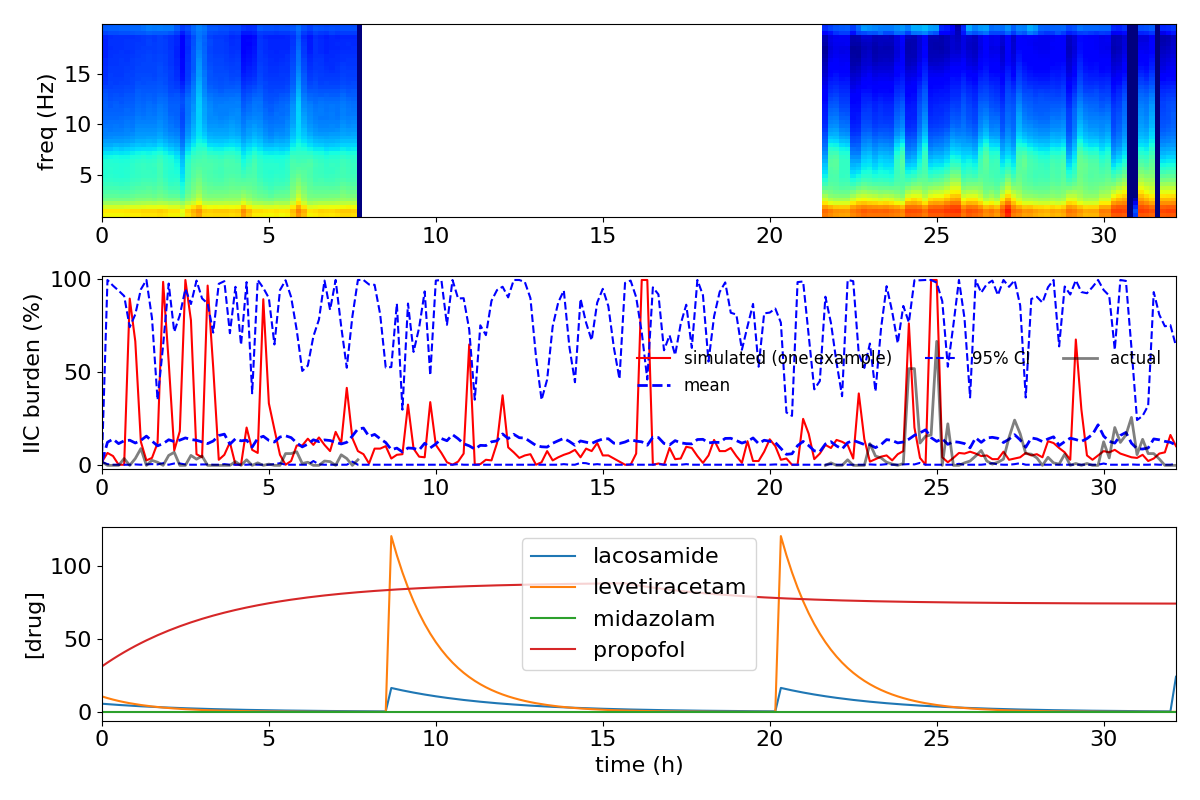 freq (Hz)
15
10
5
0 5 10 15 20 25 30
IIC burden (%)
100
50
0
simulated (one example) 95% CI actual
mean
0 5 10 15 20 25 30
[drug]
100
50
0
lacosamide
levetiracetam
midazolam
propofol
0 5 10 15 20 25 30
time (h)